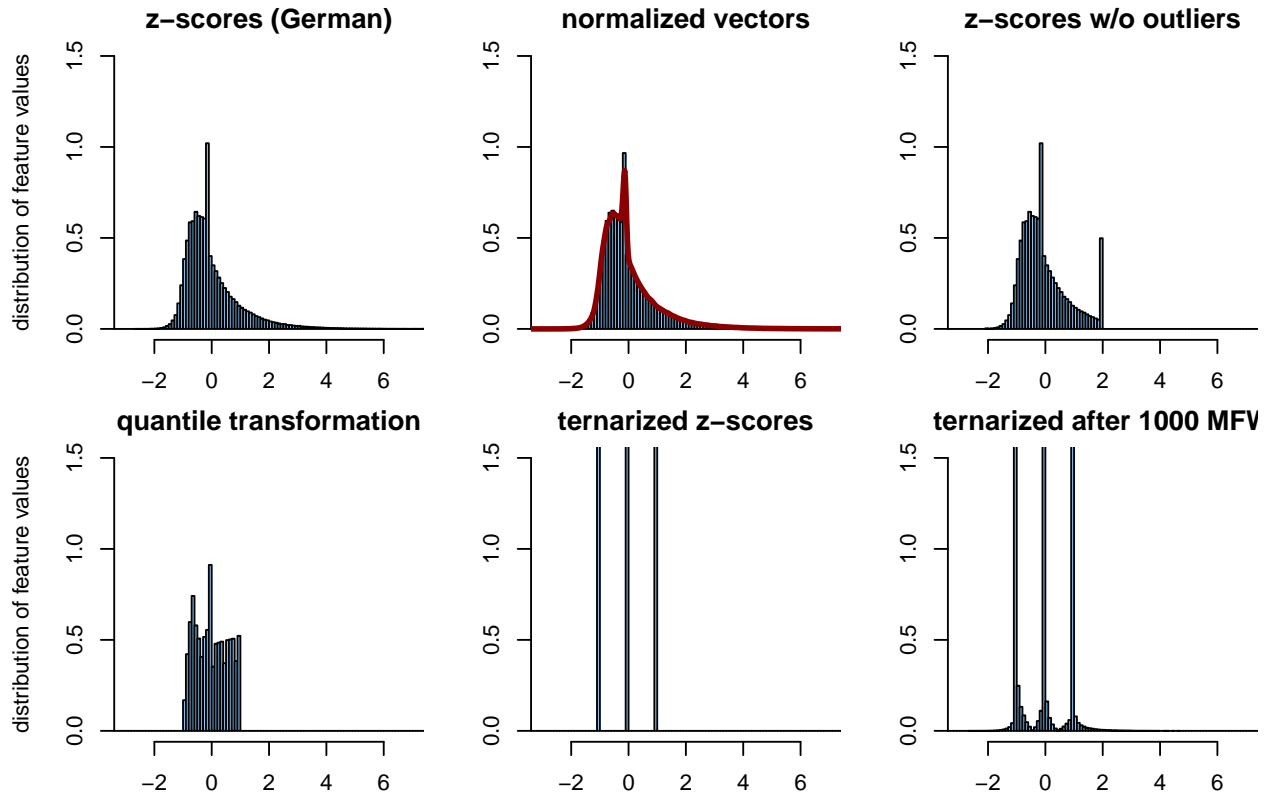 z−scores (German)
normalized vectors
z−scores w/o outliers
distribution of feature values
0.0 0.5 1.0 1.5
0.0 0.5 1.0 1.5
0.0 0.5 1.0 1.5
−2 0 2 4 6
−2 0 2 4 6
−2 0 2 4 6
quantile transformation
ternarized z−scores
ternarized after 1000 MFW
distribution of feature values
0.0 0.5 1.0 1.5
0.0 0.5 1.0 1.5
0.0 0.5 1.0 1.5
−2 0 2 4 6
−2 0 2 4 6
−2 0 2 4 6